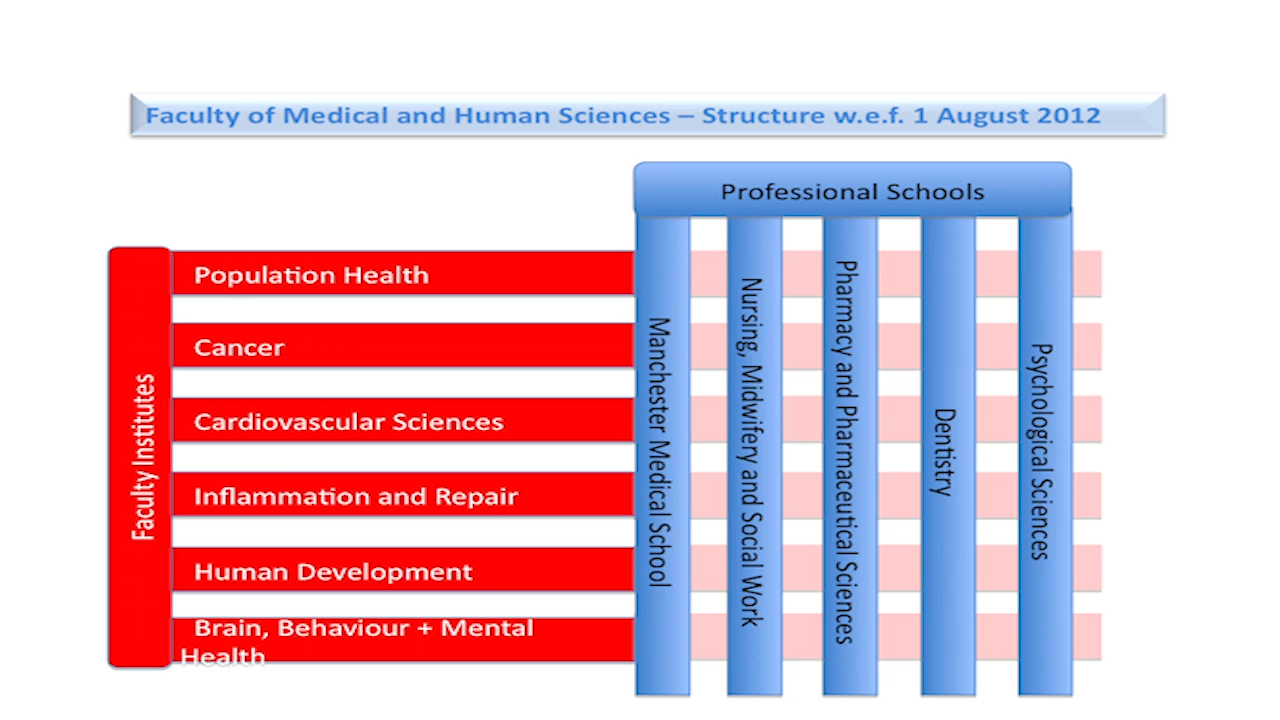 Faculty of Medical and Human Sciences – Structure w.e.f. 1 August 2012
Professional Schools
Faculty Institutes
Population Health
Cancer
Cardiovascular Sciences
Inflammation and Repair
Human Development
Brain, Behaviour + Mental
Health
Manchester Medical School
Nursing, Midwifery and Social Work
Pharmacy and Pharmaceutical Sciences
Dentistry
Psychological Sciences